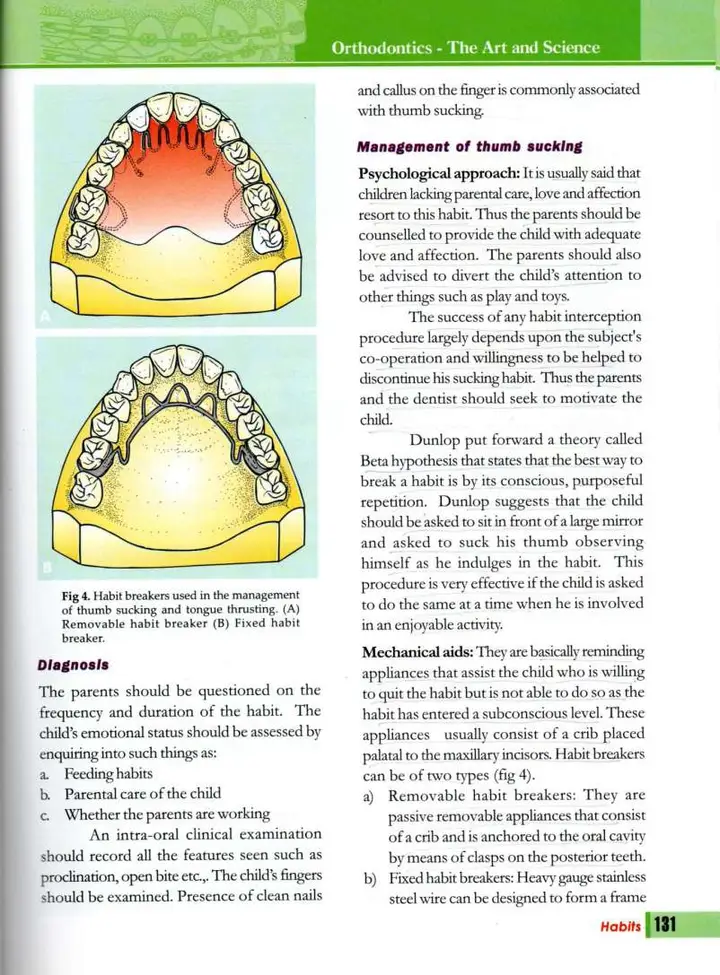 Orthodontics - The Art and Science
A
B
Fig 4. Habit breakers used in the management
of thumb sucking and tongue thrusting. (A)
Removable habit breaker (B) Fixed habit
breaker.
Diagnosis
The parents should be questioned on the
frequency and duration of the habit. The
child's emotional status should be assessed by
enquiring into such things as:
a. Feeding habits
b. Parental care of the child
c. Whether the parents are working
An intra-oral clinical examination
should record all the features seen such as
proclination, open bite etc.,. The child's fingers
should be examined. Presence of clean nails
and callus on the finger is commonly associated
with thumb sucking.
Management of thumb sucking
Psychological approach: It is usually said that
children lacking parental care, love and affection
resort to this habit. Thus the parents should be
counselled to provide the child with adequate
love and affection. The parents should also
be advised to divert the child's attention to
other things such as play and toys.
The success of any habit interception
procedure largely depends upon the subject's
co-operation and willingness to be helped to
discontinue his sucking habit. Thus the parents
and the dentist should seek to motivate the
child.
Dunlop put forward a theory called
Beta hypothesis that states that the best way to
break a habit is by its conscious, purposeful
repetition. Dunlop suggests that the child
should be asked to sit in front of a large mirror
and asked to suck his thumb observing
himself as he indulges in the habit. This
procedure is very effective if the child is asked
to do the same at a time when he is involved
in an enjoyable activity.
Mechanical aids: They are basically reminding
appliances that assist the child who is willing
to quit the habit but is not able to do so as the
habit has entered a subconscious level. These
appliances usually consist of a crib placed
palatal to the maxillary incisors. Habit breakers
can be of two types (fig 4).
a) Removable habit breakers: They are
passive removable appliances that consist
of a crib and is anchored to the oral cavity
by means of clasps on the posterior teeth.
b) Fixed habit breakers: Heavy gauge stainless
steel wire can be designed to form a frame
Habits 131